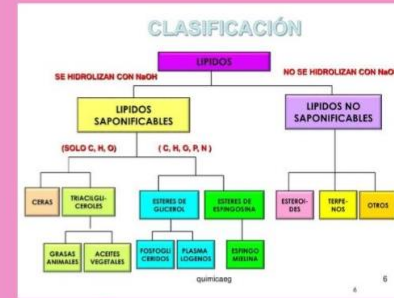 CLASIFICACIÓN
LIPIDOS
SE HIDROLIZAN CON NaOH
NO SE HIDROLIZAN CON NaO
LIPIDOS
SAPONIFICABLES
LIPIDOS NO
SAPONIFICABLES
(SOLO C, H, O)
( C, H, O, P, N )
CERAS
TRIACILGLI-
CEROLES
ESTERES DE
GLICEROL
ESTERES DE
ESFINGOSINA
ESTEROI-
DES
TERPE-
NOS
OTROS
GRASAS
ANIMALES
ACEITES
VEGETALES
FOSFOGLI
CERIDOS
PLASMA
LOGENOS
ESFINGO
MIELINA
quimicaeg
6
6